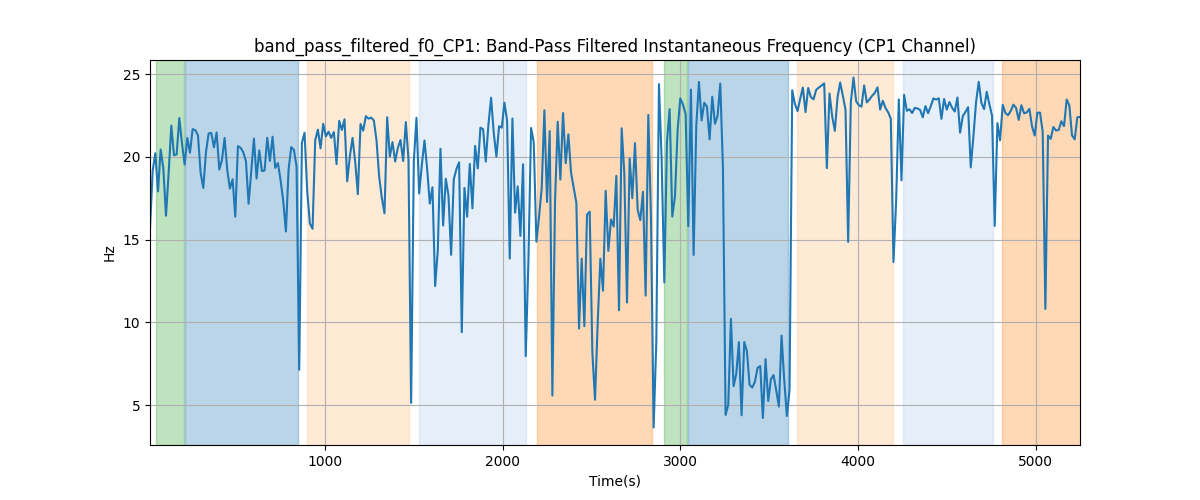 band_pass_filtered_f0_CP1: Band-Pass Filtered Instantaneous Frequency (CP1 Channel)
25
20
15
10
5
Hz
1000 2000 3000 4000 5000
Time(s)